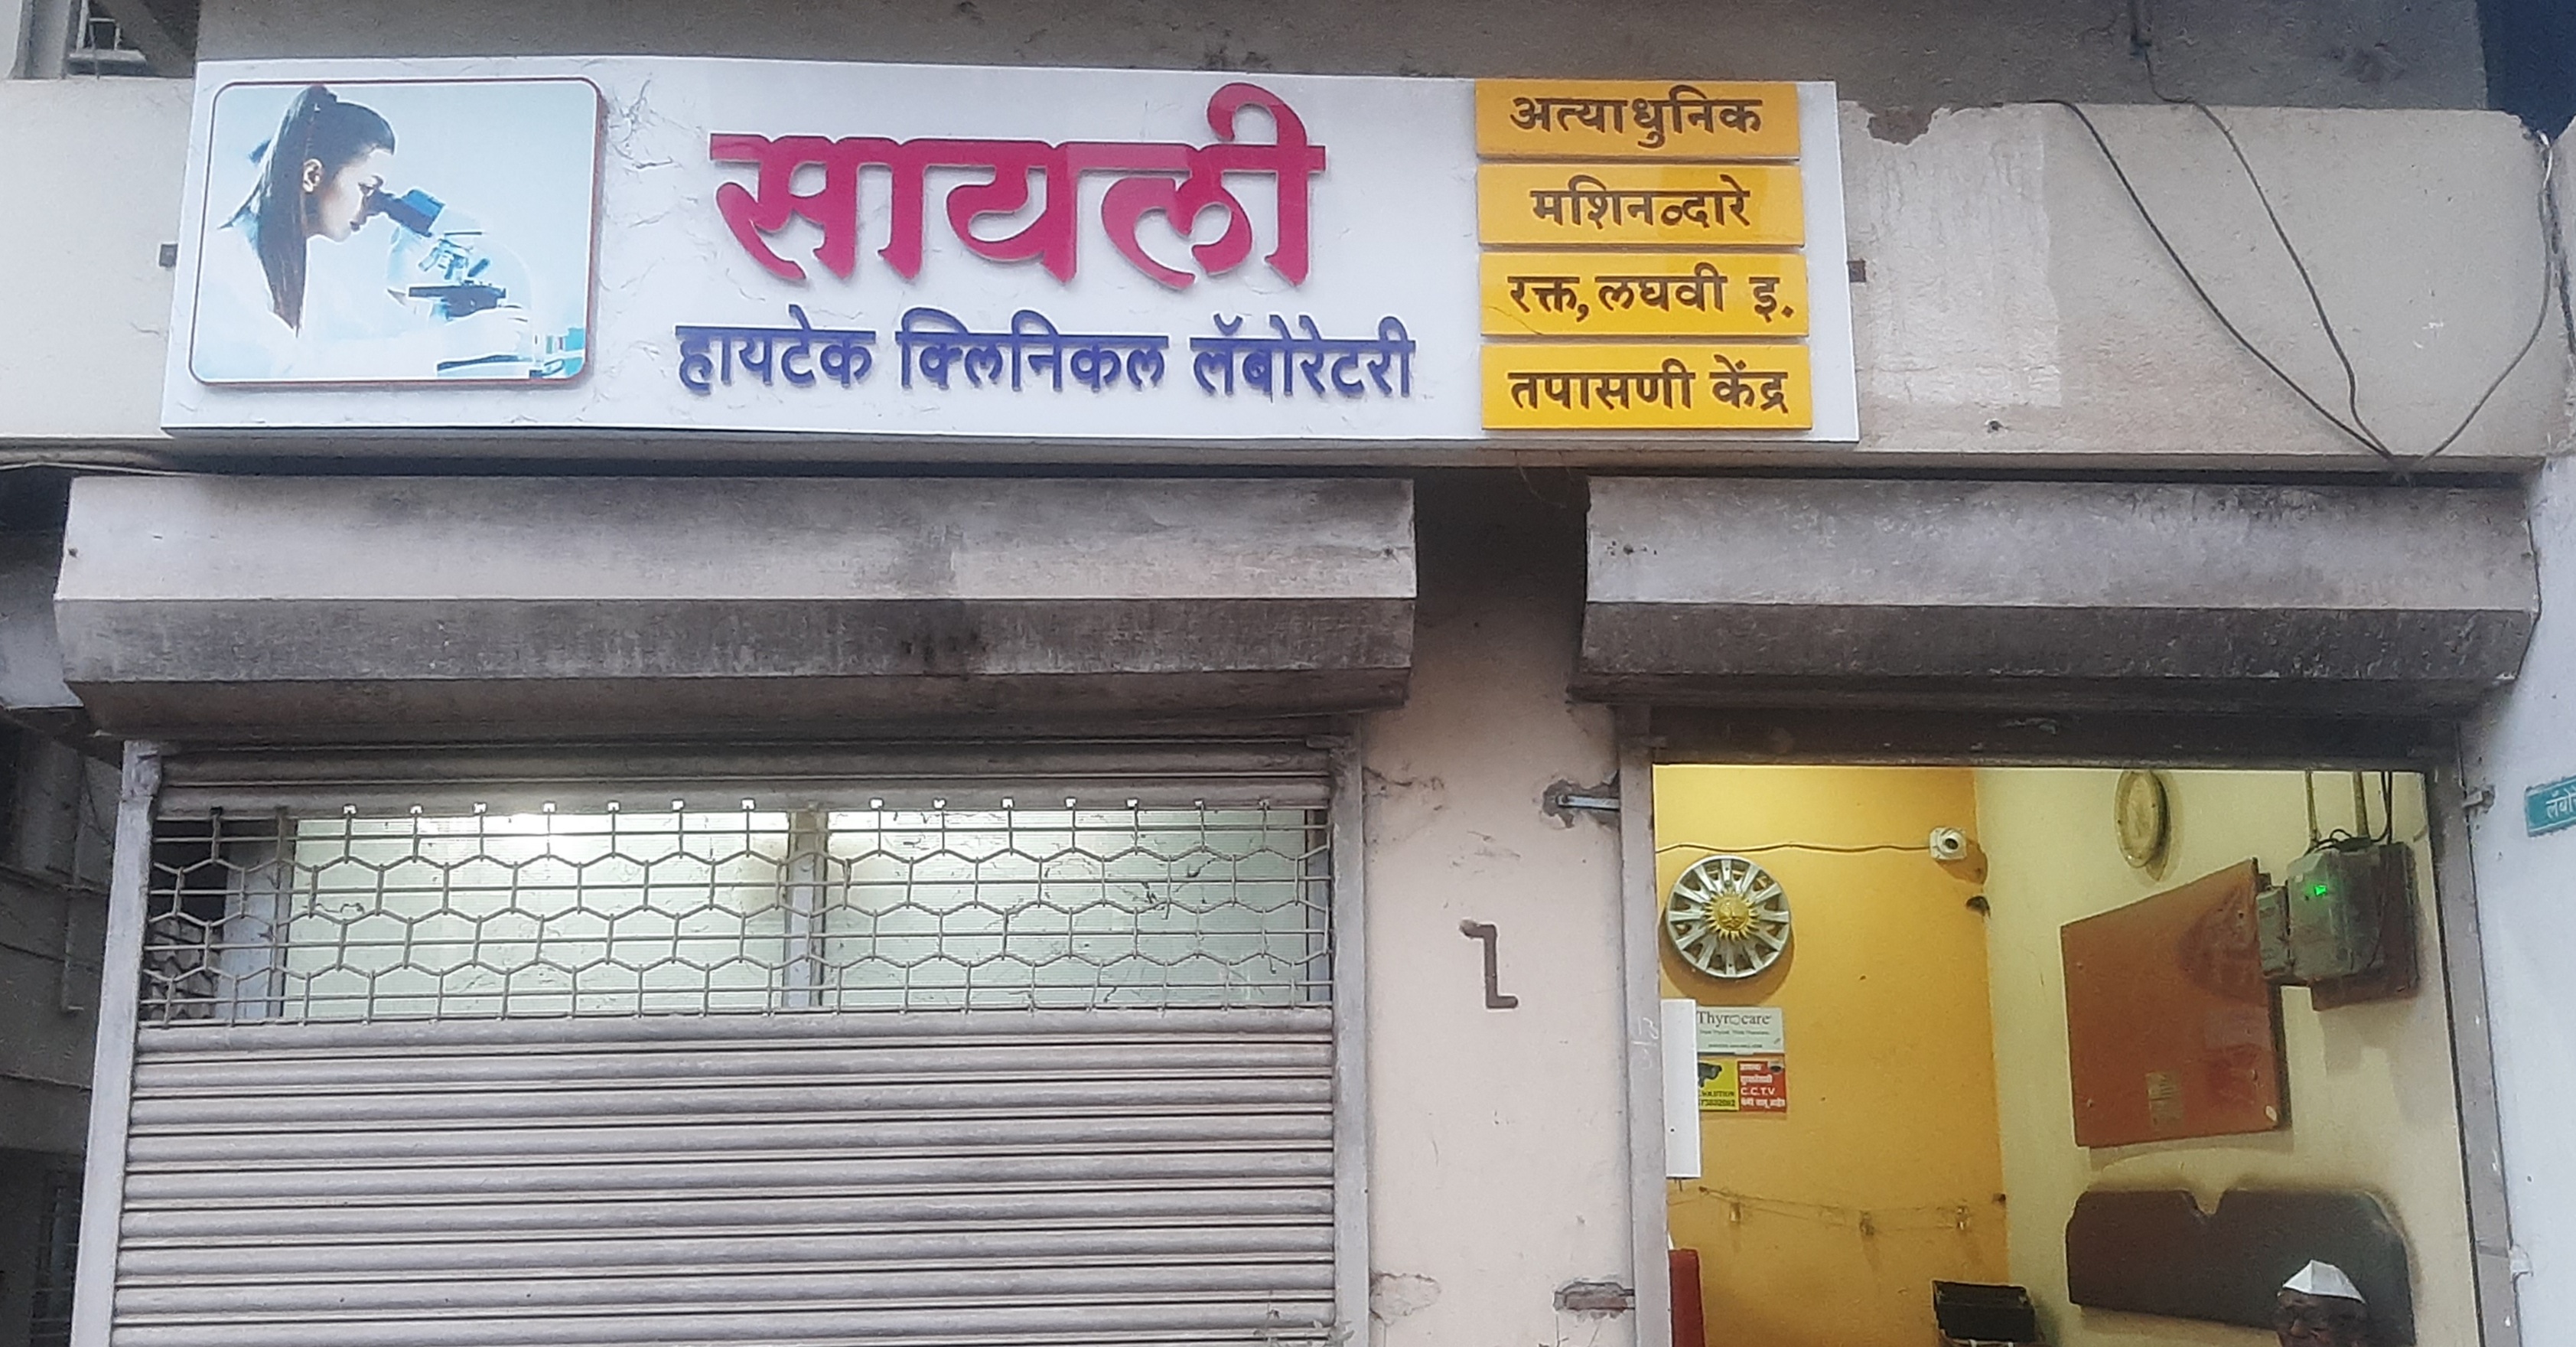 सायली
हायटेक क्लिनिकल लॅबोरेटरी
अत्याधुनिक
मशिनव्दारे
रक्त, लघवी इ.
तपासणी केंद्र
Thyrocare
C.C.T.V